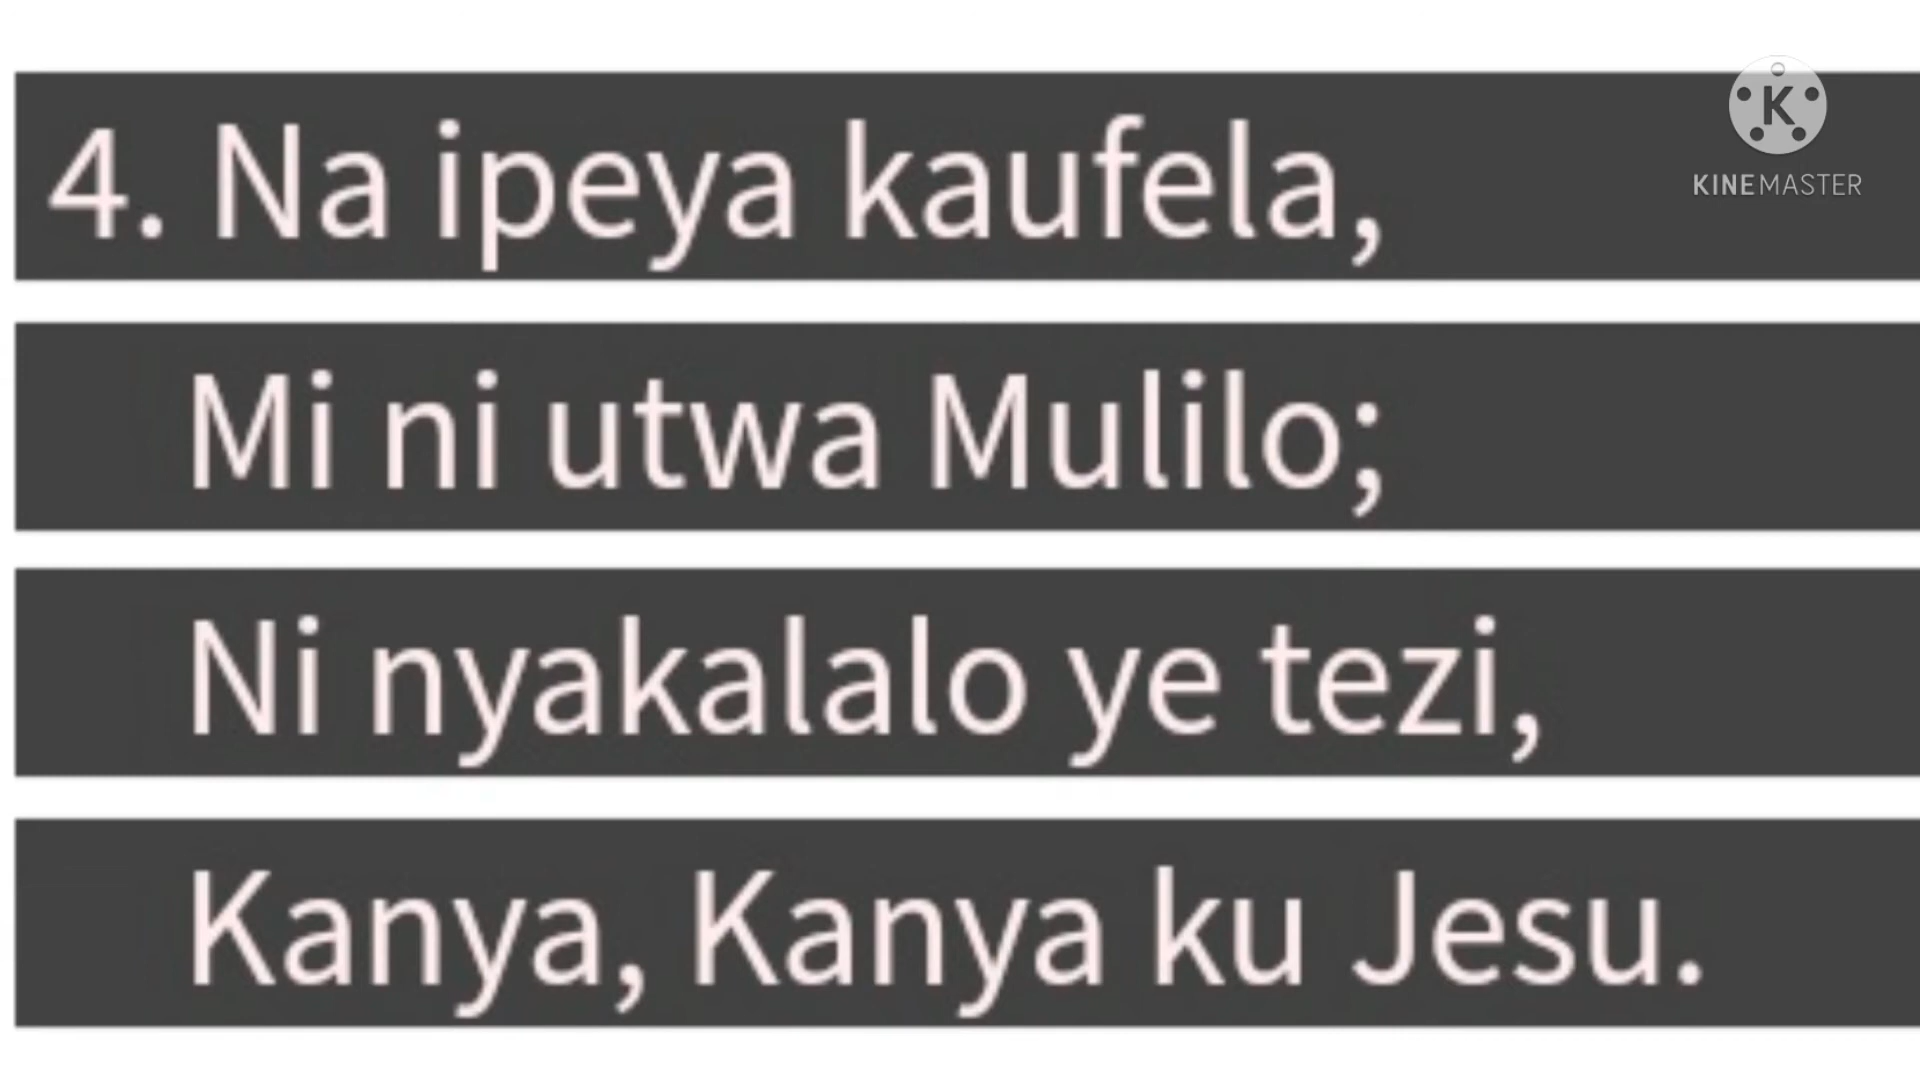 4. Na ipeya kaufela,
Mi ni utwa Mulilo;
Ni nyakalalo ye tezi,
Kanya, Kanya ku Jesu.
K
KINEMASTER